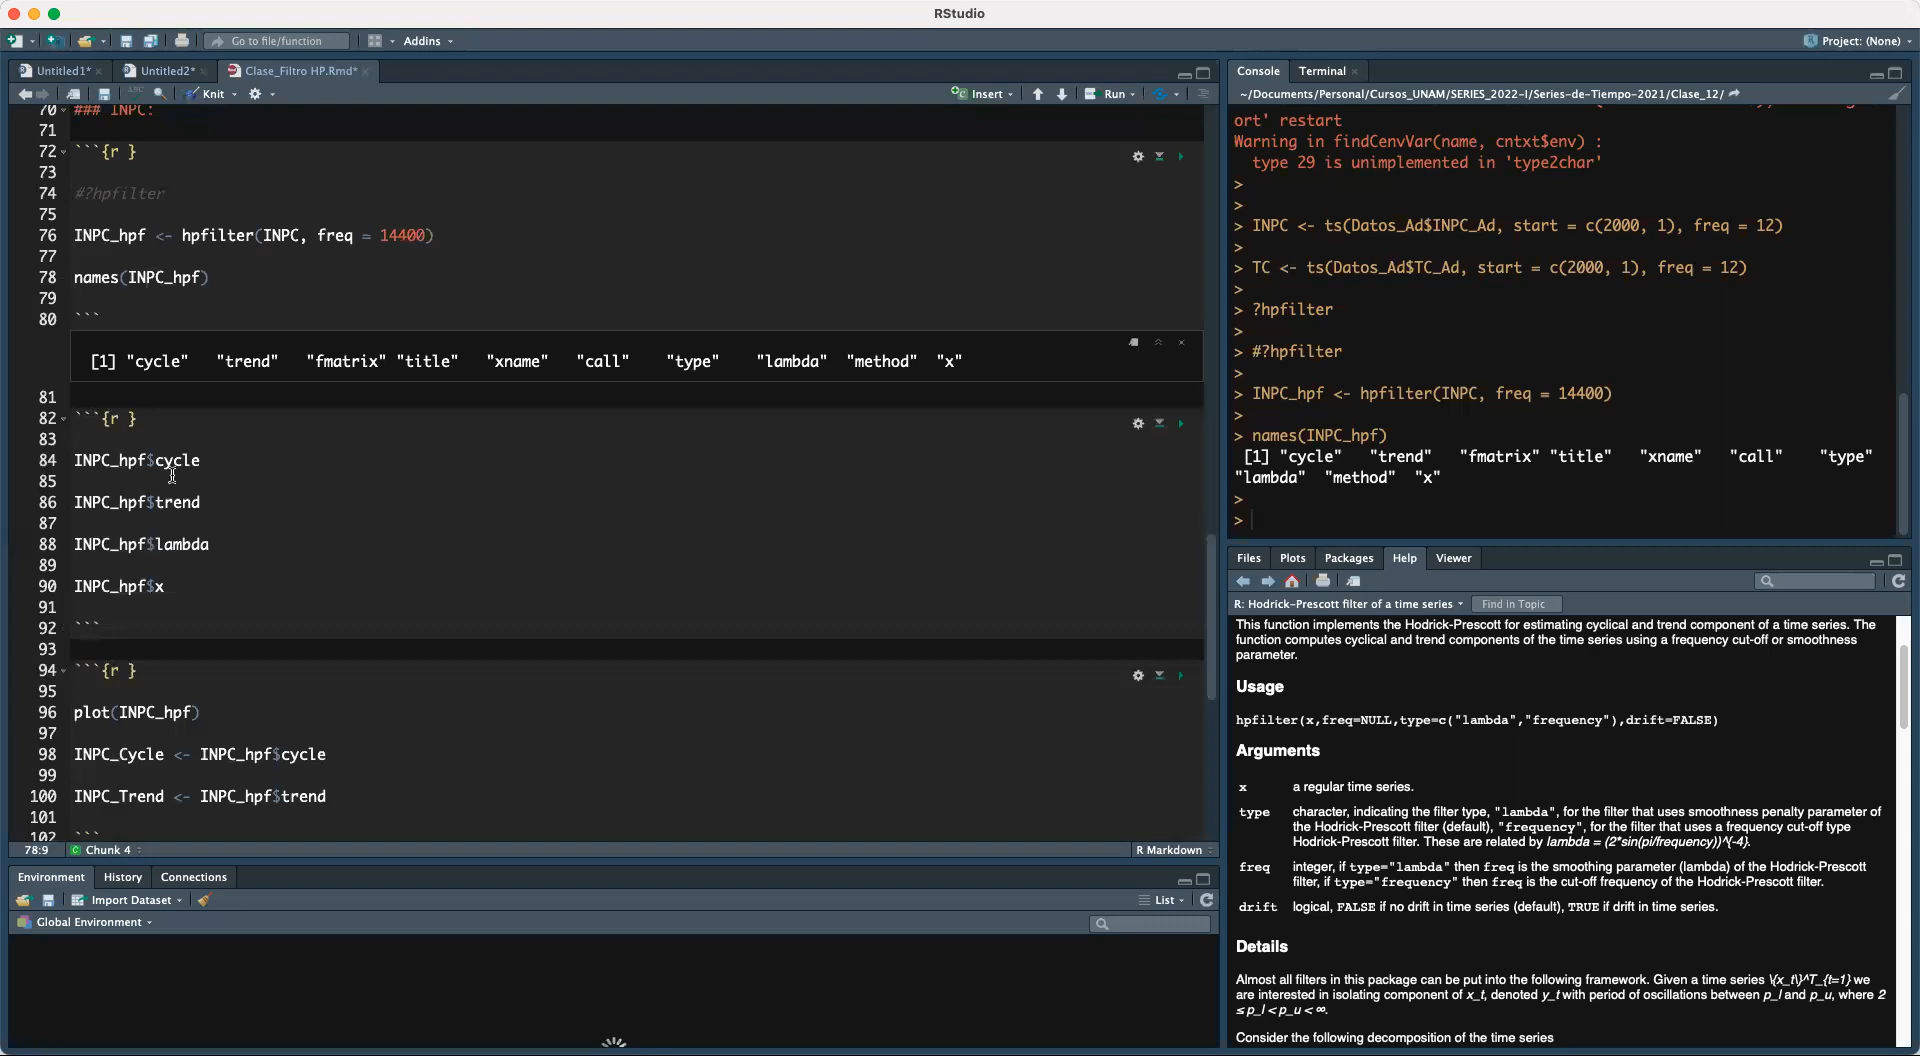 RStudio
Go to file/function
Addins
Project: (None)
Untitled1*
Untitled2*
Clase_Filtro HP.Rmd*
Knit
Insert
Run
70 ### INPC:
71
72 ```{r }
73
74 #?hpfilter
75
76 INPC_hpf <- hpfilter(INPC, freq = 14400)
77
78 names(INPC_hpf)
79
80 ```
[1] "cycle" "trend" "fmatrix" "title" "xname" "call" "type" "lambda" "method" "x"
81
82 ```{r }
83
84 INPC_hpf$cycle
85
86 INPC_hpf$trend
87
88 INPC_hpf$lambda
89
90 INPC_hpf$x
91
92 ```
93
94 ```{r }
95
96 plot(INPC_hpf)
97
98 INPC_Cycle <- INPC_hpf$cycle
99
100 INPC_Trend <- INPC_hpf$trend
101
102 ```
78:9
Chunk 4
R Markdown
Environment
History
Connections
Import Dataset
List
Global Environment
Console
Terminal
~/Documents/Personal/Cursos_UNAM/SERIES_2022-I/Series-de-Tiempo-2021/Clase_12/
ort' restart
Warning in findCenvVar(name, cntxt$env) :
type 29 is unimplemented in 'type2char'
>
>
> INPC <- ts(Datos_Ad$INPC_Ad, start = c(2000, 1), freq = 12)
>
> TC <- ts(Datos_Ad$TC_Ad, start = c(2000, 1), freq = 12)
>
> ?hpfilter
>
> #?hpfilter
>
> INPC_hpf <- hpfilter(INPC, freq = 14400)
>
> names(INPC_hpf)
[1] "cycle" "trend" "fmatrix" "title" "xname" "call" "type"
"lambda" "method" "x"
>
>
Files
Plots
Packages
Help
Viewer
R: Hodrick-Prescott filter of a time series
Find in Topic
This function implements the Hodrick-Prescott for estimating cyclical and trend component of a time series. The
function computes cyclical and trend components of the time series using a frequency cut-off or smoothness
parameter.
Usage
hpfilter(x,freq=NULL,type=c("lambda","frequency"),drift=FALSE)
Arguments
x a regular time series.
type character, indicating the filter type, "lambda", for the filter that uses smoothness penalty parameter of
the Hodrick-Prescott filter (default), "frequency", for the filter that uses a frequency cut-off type
Hodrick-Prescott filter. These are related by lambda = (2*sin(pi/frequency))^{-4}.
freq integer, if type="lambda" then freq is the smoothing parameter (lambda) of the Hodrick-Prescott
filter, if type="frequency" then freq is the cut-off frequency of the Hodrick-Prescott filter.
drift logical, FALSE if no drift in time series (default), TRUE if drift in time series.
Details
Almost all filters in this package can be put into the following framework. Given a time series \{x_t\}^T_{t=1} we
are interested in isolating component of x_t, denoted y_t with period of oscillations between p_l and p_u, where 2
≤ p_l < p_u < ∞.
Consider the following decomposition of the time series